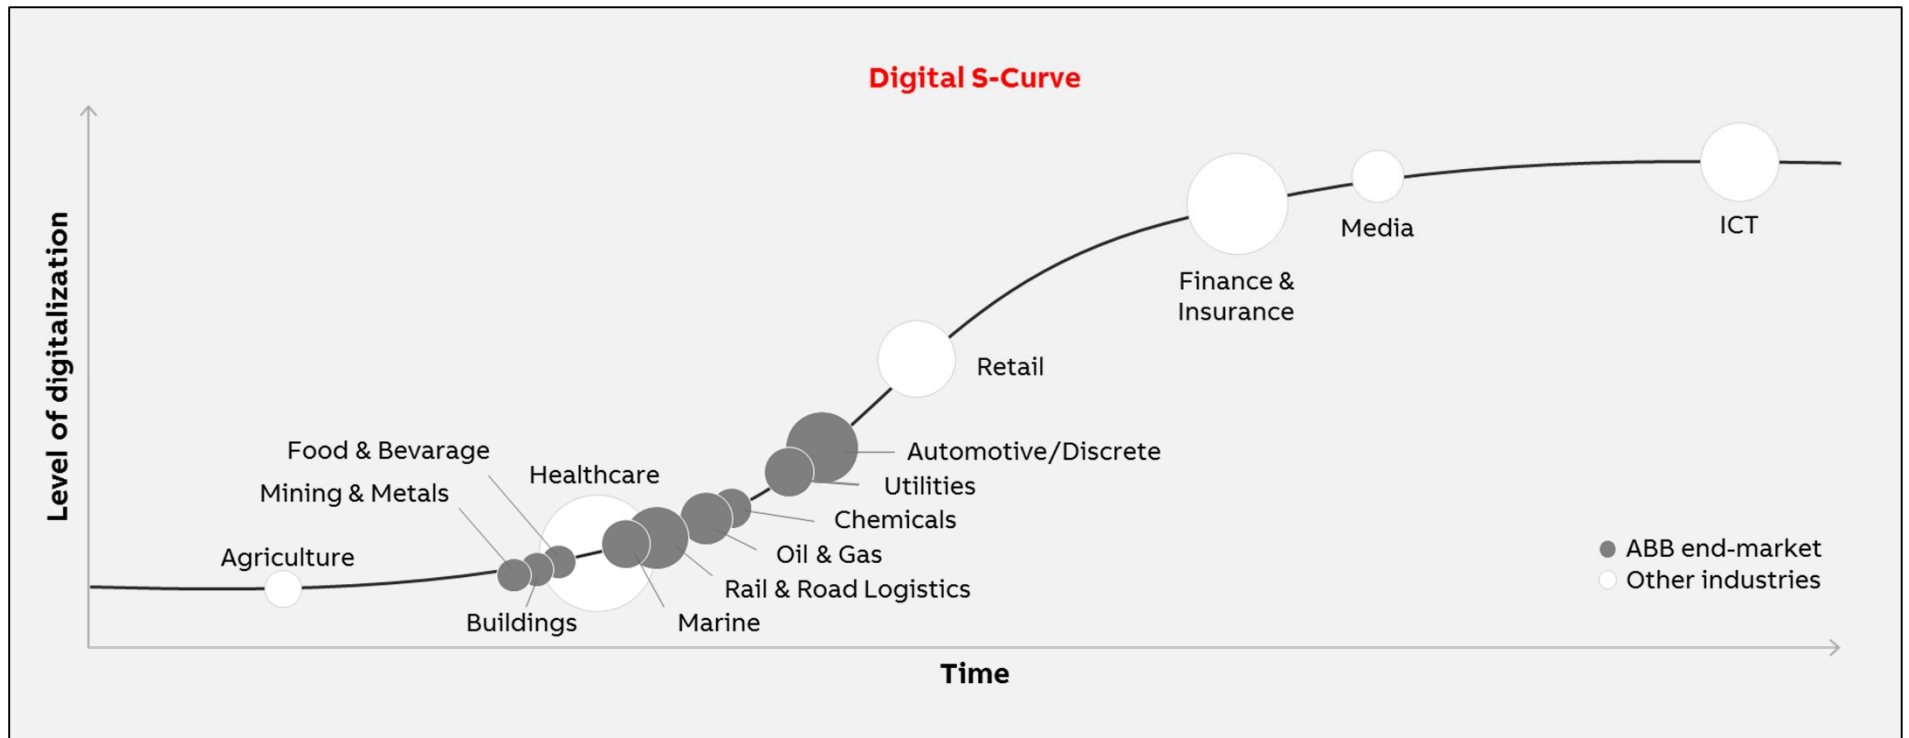 Digital S-Curve
Level of digitalization
ICT
Media
Finance &
Insurance
Retail
Food & Bevarage
Automotive/Discrete
Healthcare
Utilities
Mining & Metals
Chemicals
Agriculture
Oil & Gas
ABB end-market
Other industries
Rail & Road Logistics
Buildings
Marine
Time